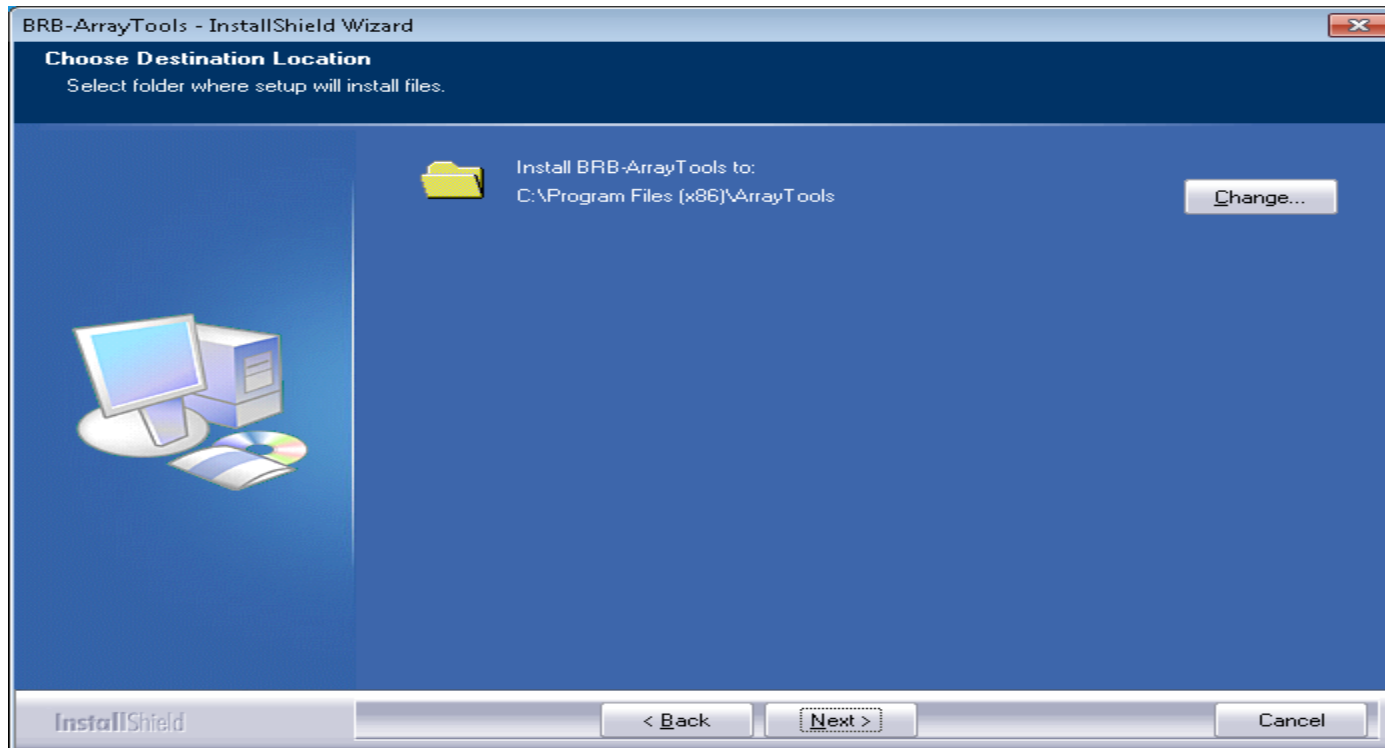 BRB-ArrayTools - InstallShield Wizard
Choose Destination Location
Select folder where setup will install files.
Install BRB-ArrayTools to:
C:\Program Files (x86)\ArrayTools
Change...
InstallShield
< Back
Next >
Cancel